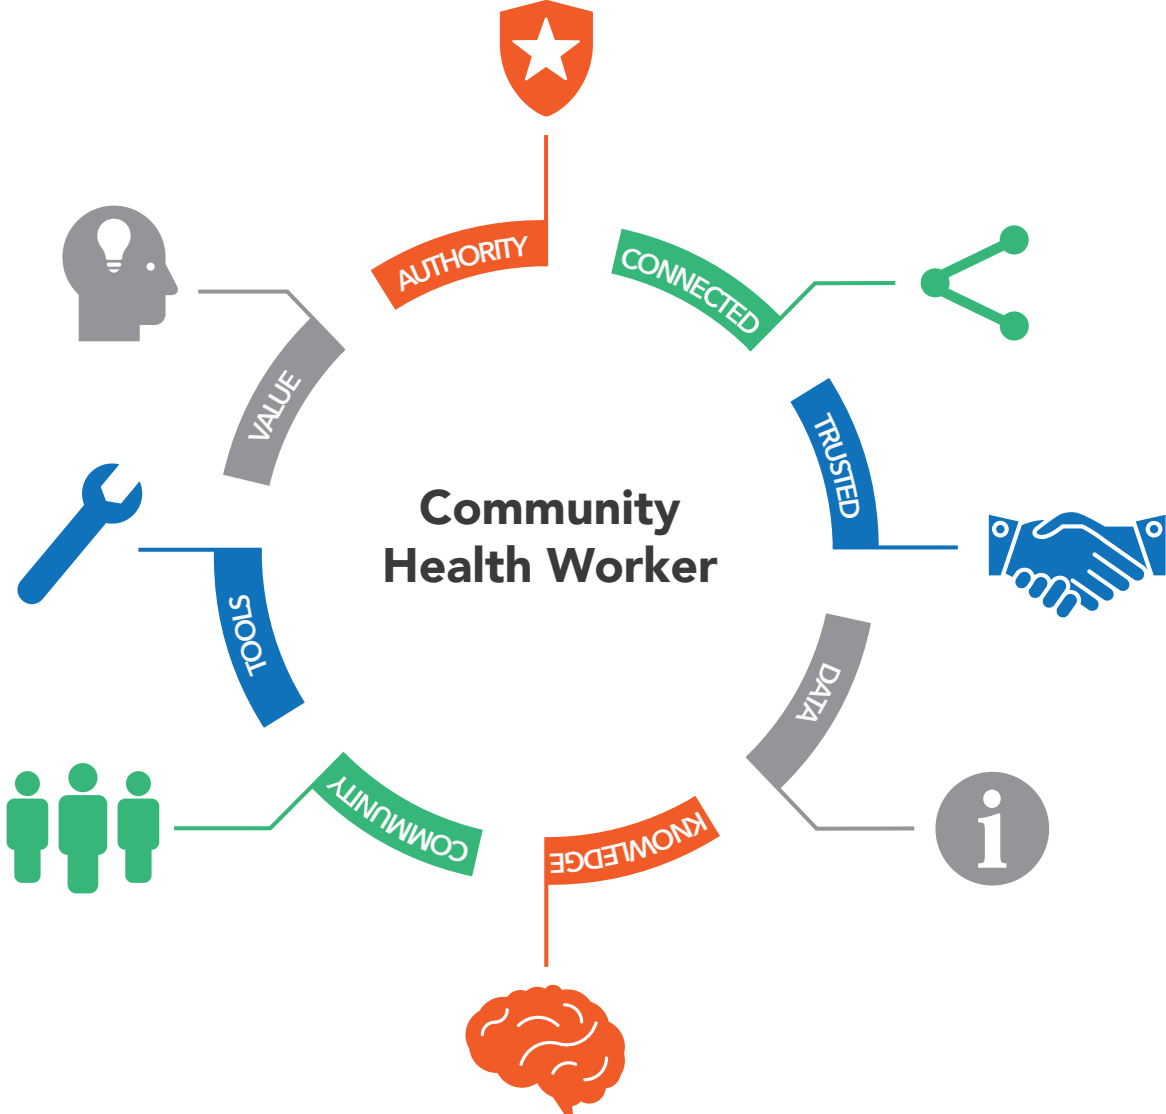 AUTHORITY
CONNECTED
TRUSTED
DATA
KNOWLEDGE
COMMUNITY
TOOLS
VALUE
Community
Health Worker
i